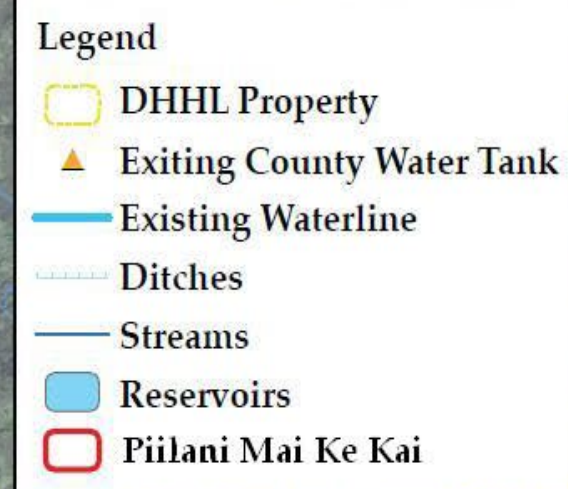 Legend
DHHL Property
Exiting County Water Tank
Existing Waterline
Ditches
Streams
Reservoirs
Piilani Mai Ke Kai